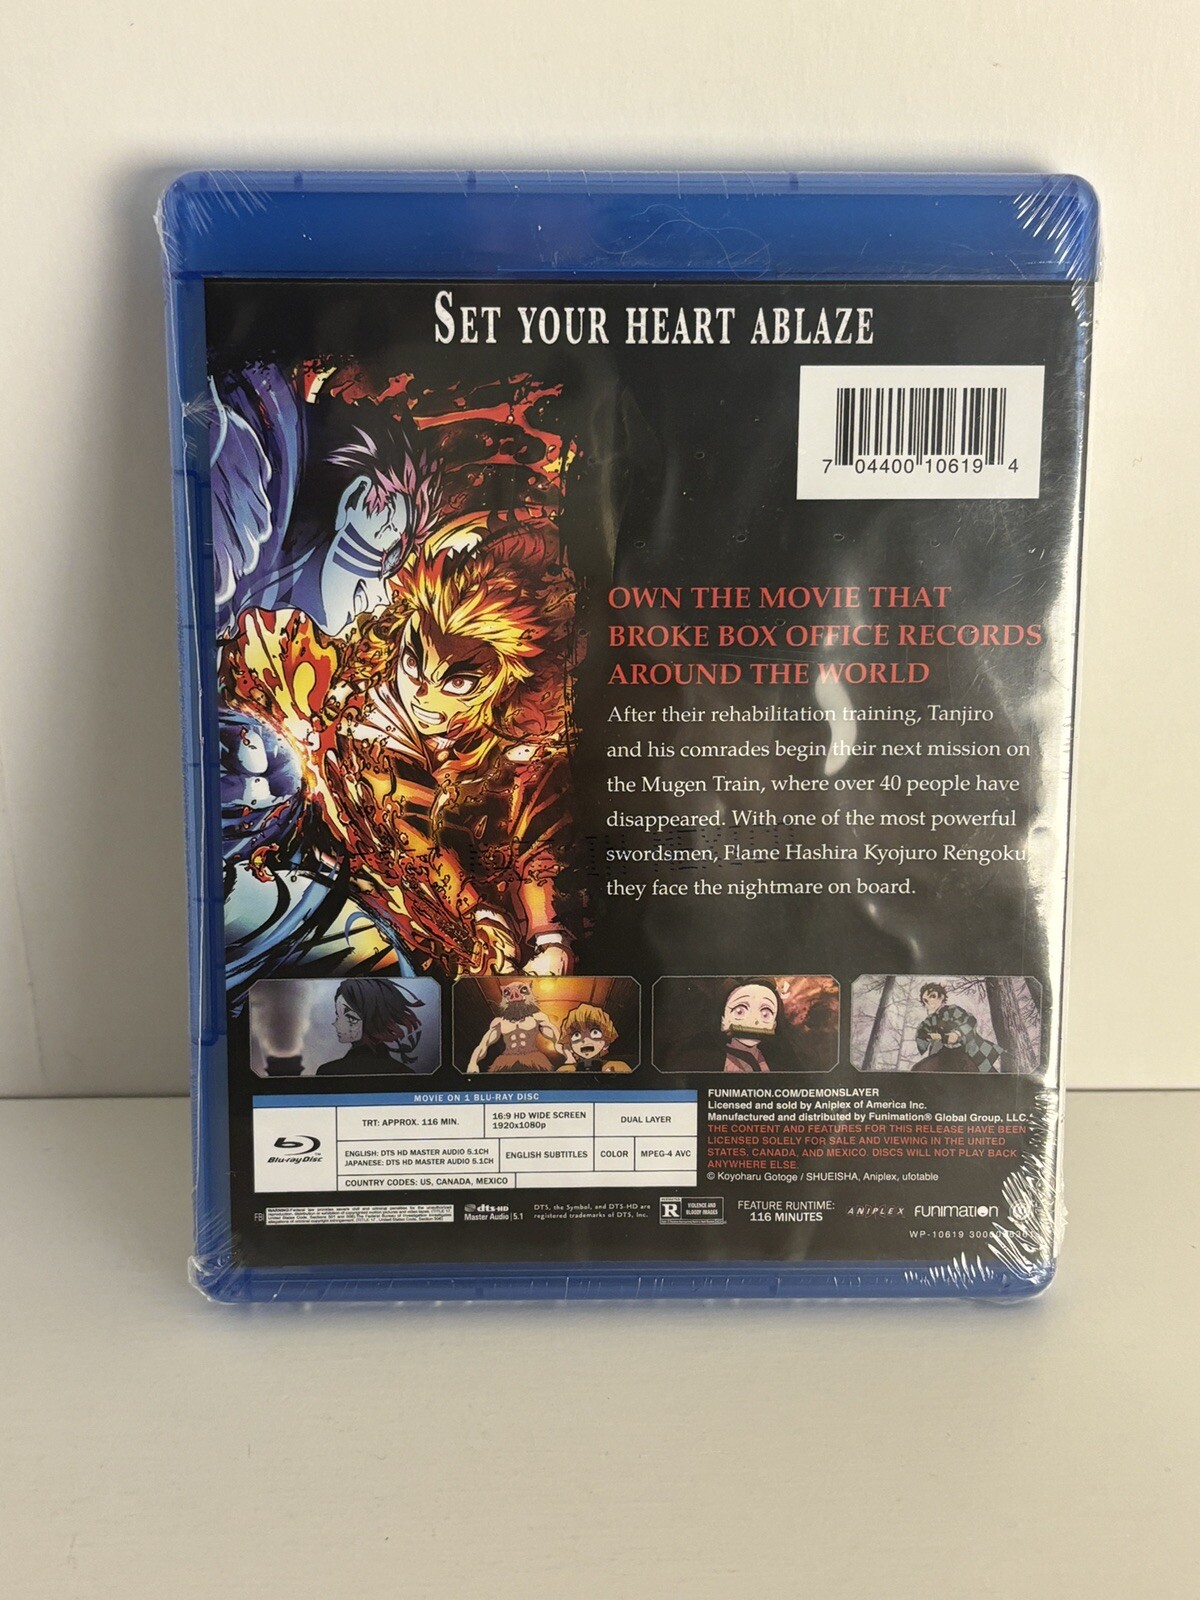 SET YOUR HEART ABLAZE
7 04400 10619 4
OWN THE MOVIE THAT
BROKE BOX OFFICE RECORDS
AROUND THE WORLD
After their rehabilitation training, Tanjiro
and his comrades begin their next mission on
the Mugen Train, where over 40 people have
disappeared. With one of the most powerful
swordsmen, Flame Hashira Kyojuro Rengoku,
they face the nightmare on board.
MOVIE ON 1 BLU-RAY DISC
Blu-ray Disc
TRT: APPROX. 116 MIN.
16:9 HD WIDE SCREEN
1920x1080p
DUAL LAYER
ENGLISH: DTS HD MASTER AUDIO 5.1CH
JAPANESE: DTS HD MASTER AUDIO 5.1CH
ENGLISH SUBTITLES
COLOR
MPEG-4 AVC
COUNTRY CODES: US, CANADA, MEXICO
FUNIMATION.COM/DEMONSLAYER
Licensed and sold by Aniplex of America Inc.
Manufactured and distributed by Funimation® Global Group, LLC.
THE CONTENT AND FEATURES FOR THIS RELEASE HAVE BEEN
LICENSED SOLELY FOR SALE AND VIEWING IN THE UNITED
STATES, CANADA, AND MEXICO. DISCS WILL NOT PLAY BACK
ANYWHERE ELSE.
© Koyoharu Gotoge / SHUEISHA, Aniplex, ufotable
FBI
dts-HD
Master Audio | 5.1
DTS, the Symbol, and DTS-HD are
registered trademarks of DTS, Inc.
R
VIOLENCE AND
BLOODY IMAGES
FEATURE RUNTIME:
116 MINUTES
ANIPLEX
FUNIMATION
WP-10619